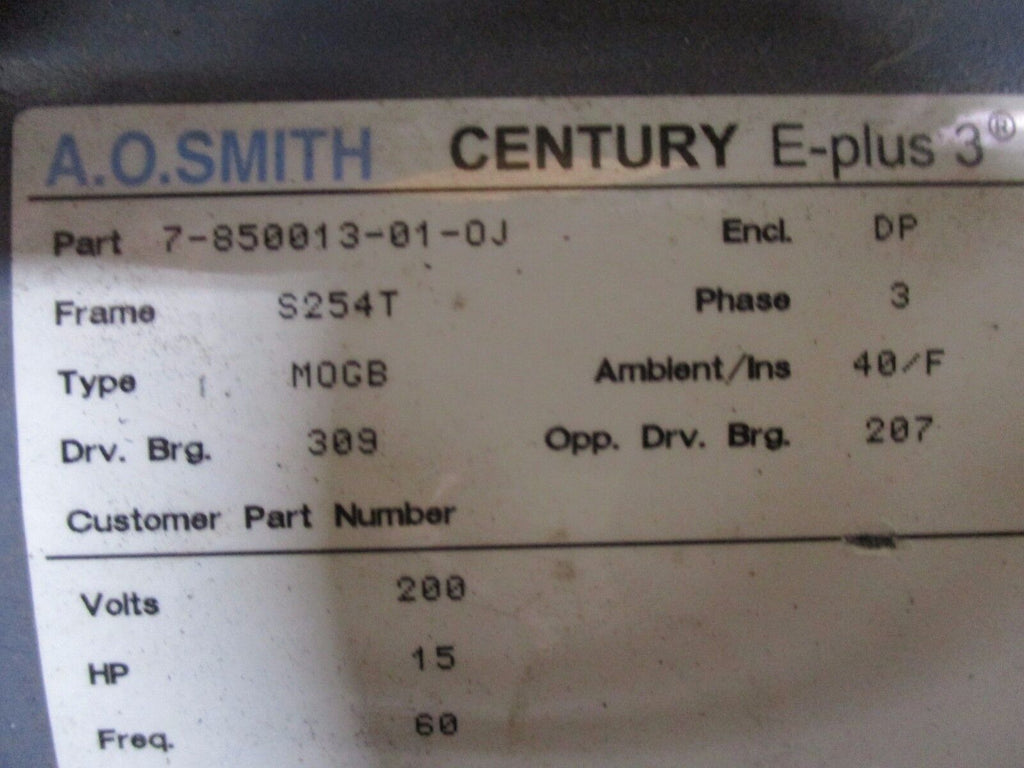 A.O.SMITH CENTURY E-plus 3®
Part 7-850013-01-0J Encl. DP
Frame S254T Phase 3
Type MOGB Ambient/Ins 40/F
Drv. Brg. 309 Opp. Drv. Brg. 207
Customer Part Number
Volts 200
HP 15
Freq. 60